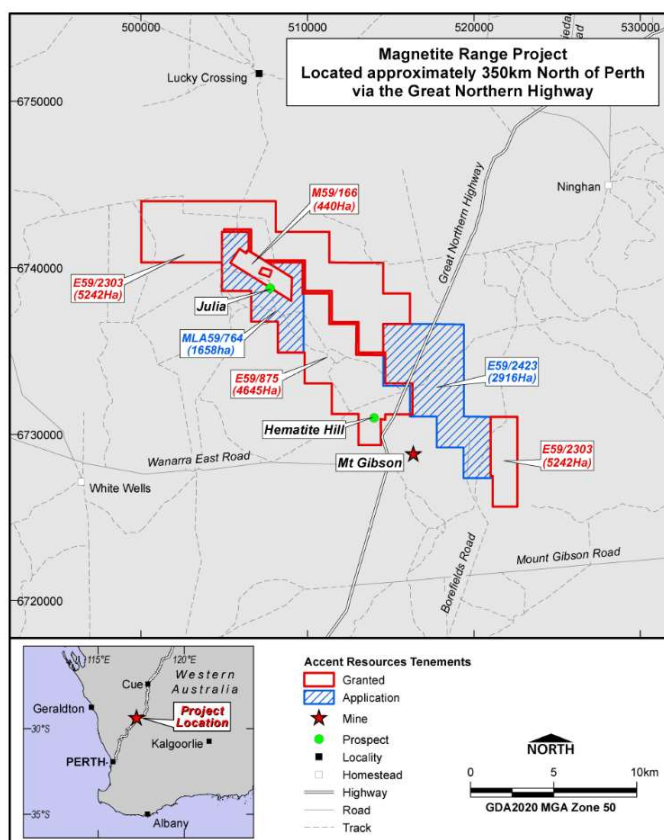 500000
510000
520000
530000
Magnetite Range Project
Located approximately 350km North of Perth
via the Great Northern Highway
Lucky Crossing
6750000
Great Northern Highway
Ninghan
M59/166
(440Ha)
6740000
E59/2303
(5242Ha)
Julia
MLA59/764
(1658ha)
E59/875
(4645Ha)
E59/2423
(2916Ha)
Hematite Hill
6730000
Wanarra East Road
Mt Gibson
E59/2303
(5242Ha)
White Wells
Borefields Road
Mount Gibson Road
6720000
115°E
120°E
Western
Australia
Cue
Geraldton
Project
Location
30°S
Kalgoorlie
PERTH
35°S
Albany
Accent Resources Tenements
Granted
Application
Mine
Prospect
Locality
Homestead
Highway
Road
Track
NORTH
0
5
10km
GDA2020 MGA Zone 50